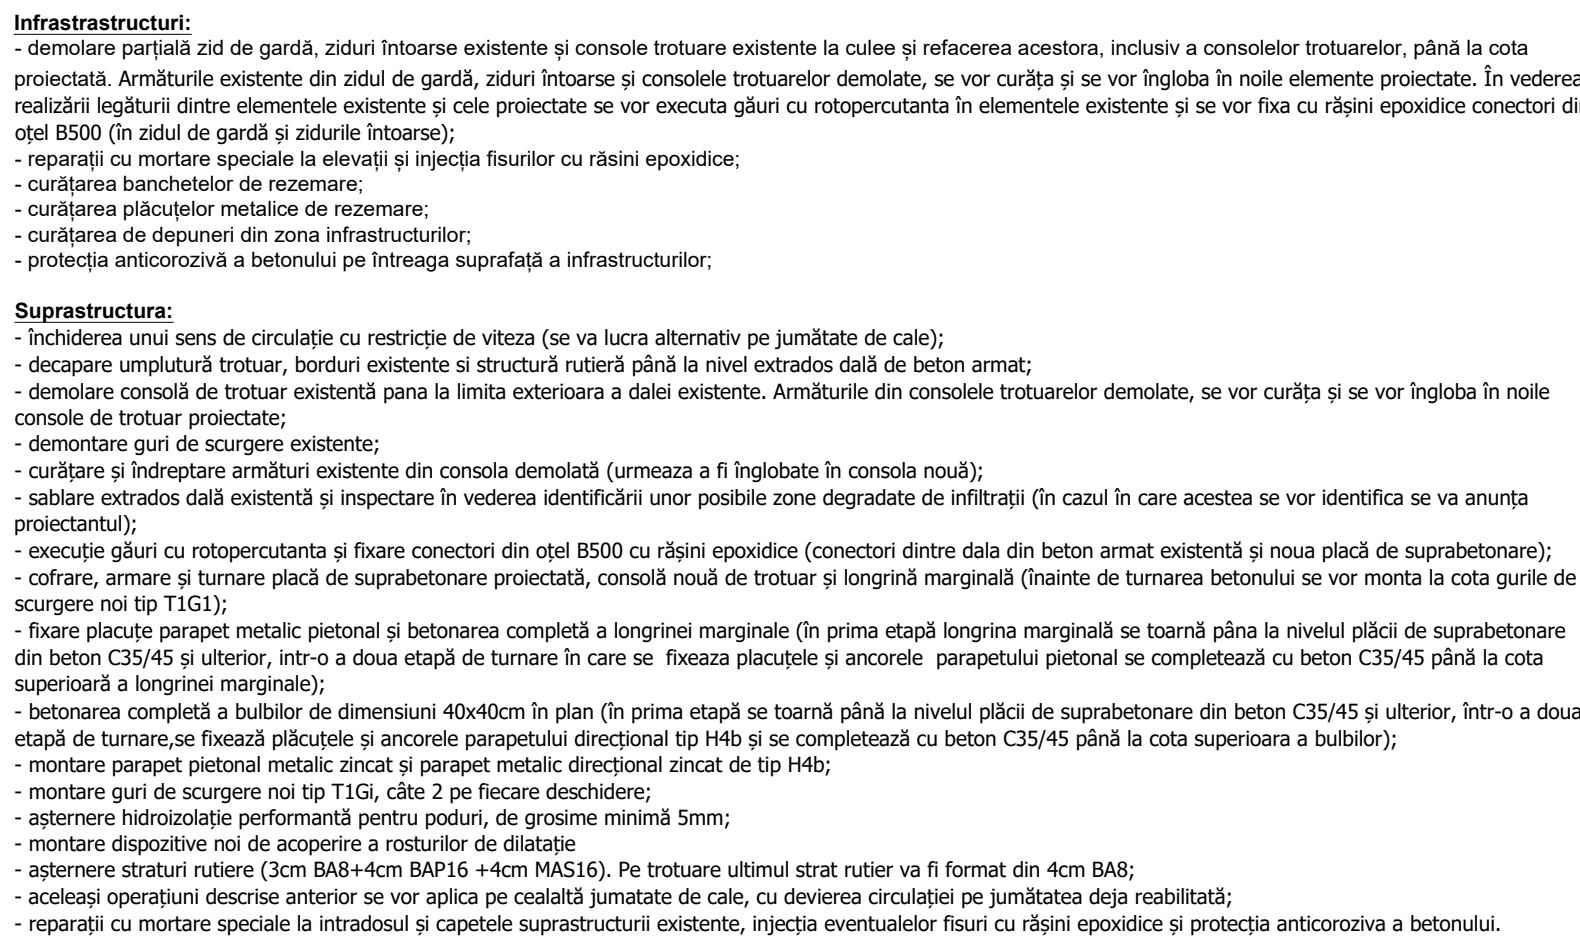 Infrastrastructuri:
- demolare parțială zid de gardă, ziduri întoarse existente și console trotuare existente la culee și refacerea acestora, inclusiv a consolelor trotuarelor, până la cota
proiectată. Armăturile existente din zidul de gardă, ziduri întoarse și consolele trotuarelor demolate, se vor curăța și se vor îngloba în noile elemente proiectate. În vederea
realizării legăturii dintre elementele existente și cele proiectate se vor executa găuri cu rotopercutanta în elementele existente și se vor fixa cu rășini epoxidice conectori din
oțel B500 (în zidul de gardă și zidurile întoarse);
- reparații cu mortare speciale la elevații și injecția fisurilor cu răsini epoxidice;
- curățarea banchetelor de rezemare;
- curățarea plăcuțelor metalice de rezemare;
- curățarea de depuneri din zona infrastructurilor;
- protecția anticorozivă a betonului pe întreaga suprafață a infrastructurilor;
Suprastructura:
- închiderea unui sens de circulație cu restricție de viteza (se va lucra alternativ pe jumătate de cale);
- decapare umplutură trotuar, borduri existente si structură rutieră până la nivel extrados dală de beton armat;
- demolare consolă de trotuar existentă pana la limita exterioara a dalei existente. Armăturile din consolele trotuarelor demolate, se vor curăța și se vor îngloba în noile
console de trotuar proiectate;
- demontare guri de scurgere existente;
- curățare și îndreptare armături existente din consola demolată (urmeaza a fi înglobate în consola nouă);
- sablare extrados dală existentă și inspectare în vederea identificării unor posibile zone degradate de infiltrații (în cazul în care acestea se vor identifica se va anunța
proiectantul);
- execuție găuri cu rotopercutanta și fixare conectori din oțel B500 cu rășini epoxidice (conectori dintre dala din beton armat existentă și noua placă de suprabetonare);
- cofrare, armare și turnare placă de suprabetonare proiectată, consolă nouă de trotuar și longrină marginală (înainte de turnarea betonului se vor monta la cota gurile de
scurgere noi tip T1G1);
- fixare placuțe parapet metalic pietonal și betonarea completă a longrinei marginale (în prima etapă longrina marginală se toarnă pâna la nivelul plăcii de suprabetonare
din beton C35/45 și ulterior, intr-o a doua etapă de turnare în care se  fixeaza placuțele și ancorele  parapetului pietonal se completează cu beton C35/45 până la cota
superioară a longrinei marginale);
- betonarea completă a bulbilor de dimensiuni 40x40cm în plan (în prima etapă se toarnă până la nivelul plăcii de suprabetonare din beton C35/45 și ulterior, într-o a doua
etapă de turnare,se fixează plăcuțele și ancorele parapetului direcțional tip H4b și se completează cu beton C35/45 până la cota superioara a bulbilor);
- montare parapet pietonal metalic zincat și parapet metalic direcțional zincat de tip H4b;
- montare guri de scurgere noi tip T1Gi, câte 2 pe fiecare deschidere;
- așternere hidroizolație performantă pentru poduri, de grosime minimă 5mm;
- montare dispozitive noi de acoperire a rosturilor de dilatație
- așternere straturi rutiere (3cm BA8+4cm BAP16 +4cm MAS16). Pe trotuare ultimul strat rutier va fi format din 4cm BA8;
- aceleași operațiuni descrise anterior se vor aplica pe cealaltă jumatate de cale, cu devierea circulației pe jumătatea deja reabilitată;
- reparații cu mortare speciale la intradosul și capetele suprastructurii existente, injecția eventualelor fisuri cu rășini epoxidice și protecția anticoroziva a betonului.